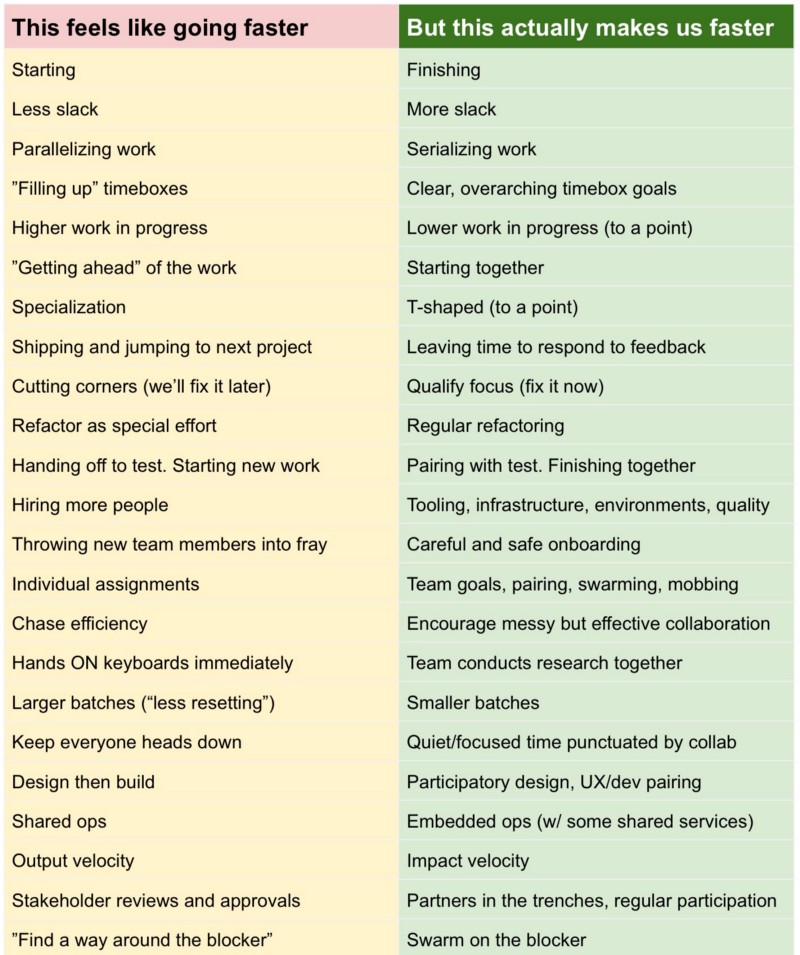 This feels like going faster But this actually makes us faster
Starting Finishing
Less slack More slack
Parallelizing work Serializing work
”Filling up” timeboxes Clear, overarching timebox goals
Higher work in progress Lower work in progress (to a point)
”Getting ahead” of the work Starting together
Specialization T-shaped (to a point)
Shipping and jumping to next project Leaving time to respond to feedback
Cutting corners (we’ll fix it later) Qualify focus (fix it now)
Refactor as special effort Regular refactoring
Handing off to test. Starting new work Pairing with test. Finishing together
Hiring more people Tooling, infrastructure, environments, quality
Throwing new team members into fray Careful and safe onboarding
Individual assignments Team goals, pairing, swarming, mobbing
Chase efficiency Encourage messy but effective collaboration
Hands ON keyboards immediately Team conducts research together
Larger batches (“less resetting”) Smaller batches
Keep everyone heads down Quiet/focused time punctuated by collab
Design then build Participatory design, UX/dev pairing
Shared ops Embedded ops (w/ some shared services)
Output velocity Impact velocity
Stakeholder reviews and approvals Partners in the trenches, regular participation
”Find a way around the blocker” Swarm on the blocker